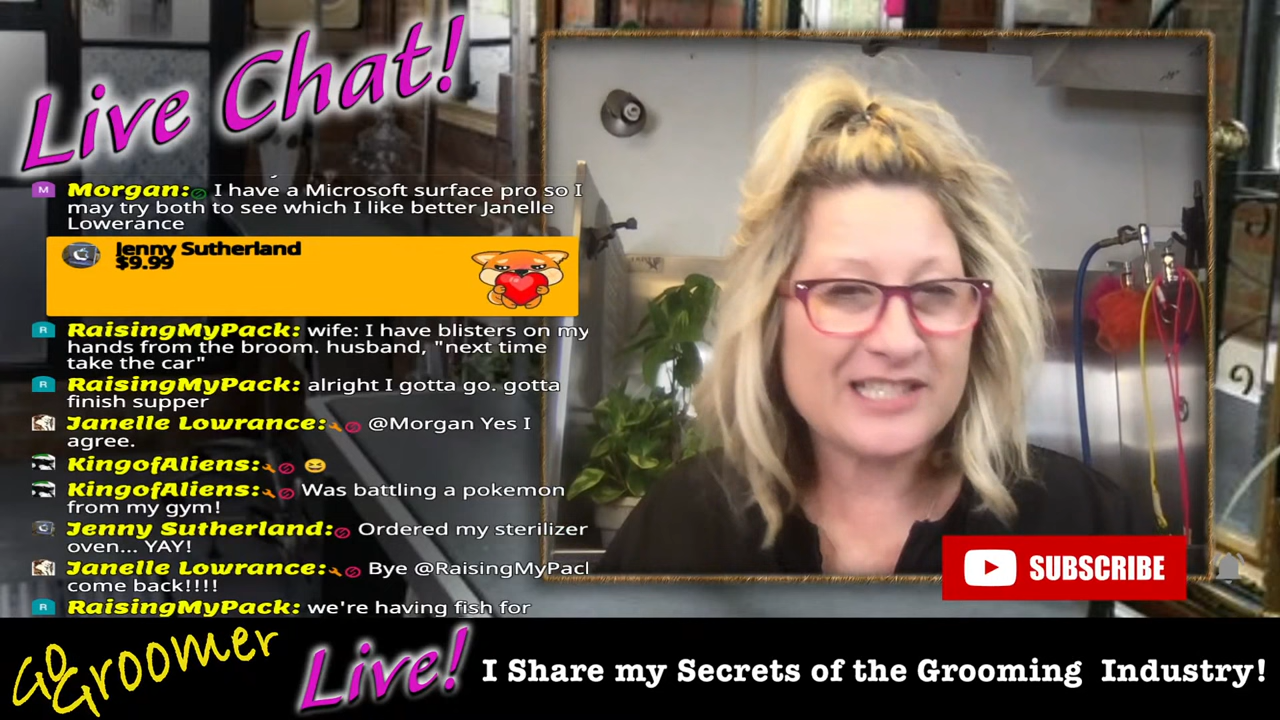 Live Chat!
M Morgan: I have a Microsoft surface pro so I
may try both to see which I like better Janelle
Lowerance
Jenny Sutherland
$9.99
R RaisingMyPack: wife: I have blisters on my
hands from the broom. husband, "next time
take the car"
R RaisingMyPack: alright I gotta go. gotta
finish supper
Janelle Lowrance: @Morgan Yes I
agree.
KingofAliens: 😆
KingofAliens: Was battling a pokemon
from my gym!
Jenny Sutherland: Ordered my sterilizer
oven... YAY!
Janelle Lowrance: Bye @RaisingMyPacl
come back!!!!
R RaisingMyPack: we're having fish for
SUBSCRIBE
Go Groomer Live! I Share my Secrets of the Grooming Industry!